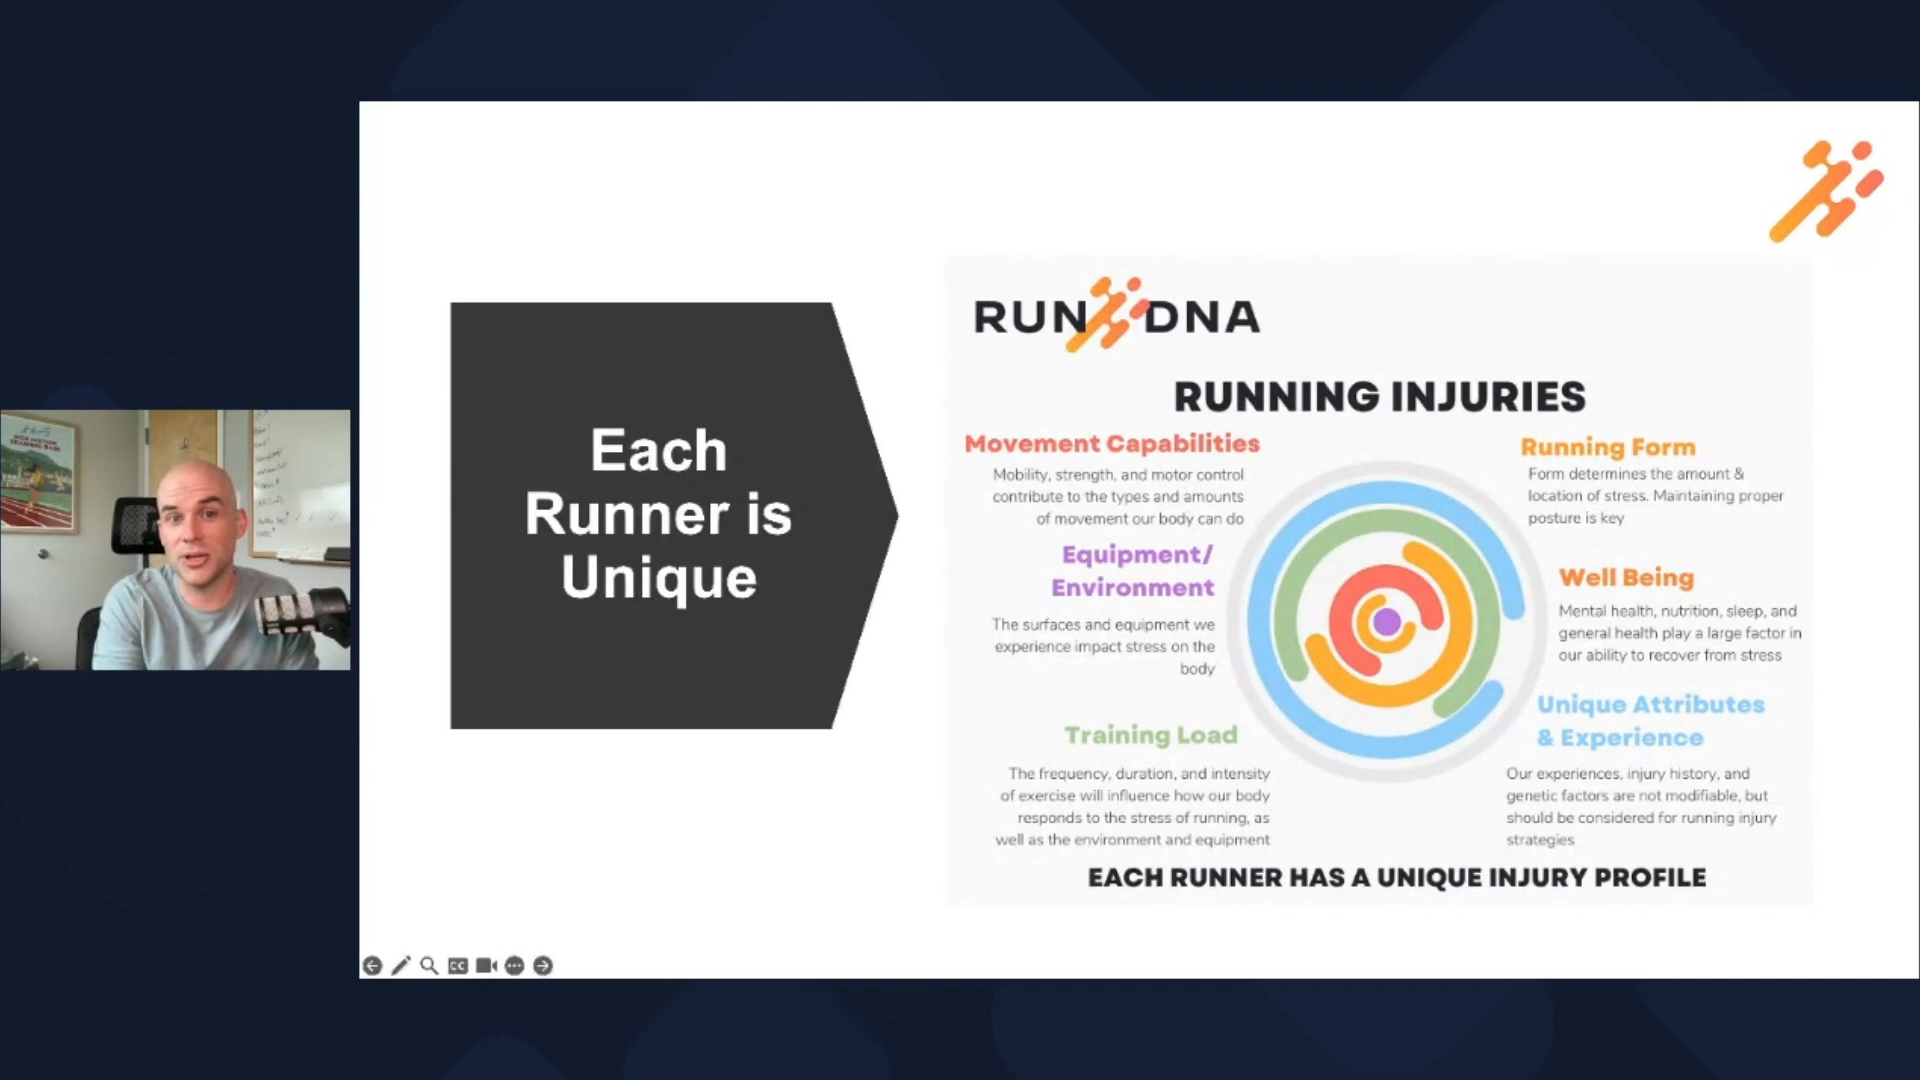 Each
Runner is
Unique
RUN DNA
RUNNING INJURIES
Movement Capabilities
Mobility, strength, and motor control
contribute to the types and amounts
of movement our body can do
Equipment/
Environment
The surfaces and equipment we
experience impact stress on the
body
Training Load
The frequency, duration, and intensity
of exercise will influence how our body
responds to the stress of running, as
well as the environment and equipment
Running Form
Form determines the amount &
location of stress. Maintaining proper
posture is key
Well Being
Mental health, nutrition, sleep, and
general health play a large factor in
our ability to recover from stress
Unique Attributes
& Experience
Our experiences, injury history, and
genetic factors are not modifiable, but
should be considered for running injury
strategies
EACH RUNNER HAS A UNIQUE INJURY PROFILE
CC